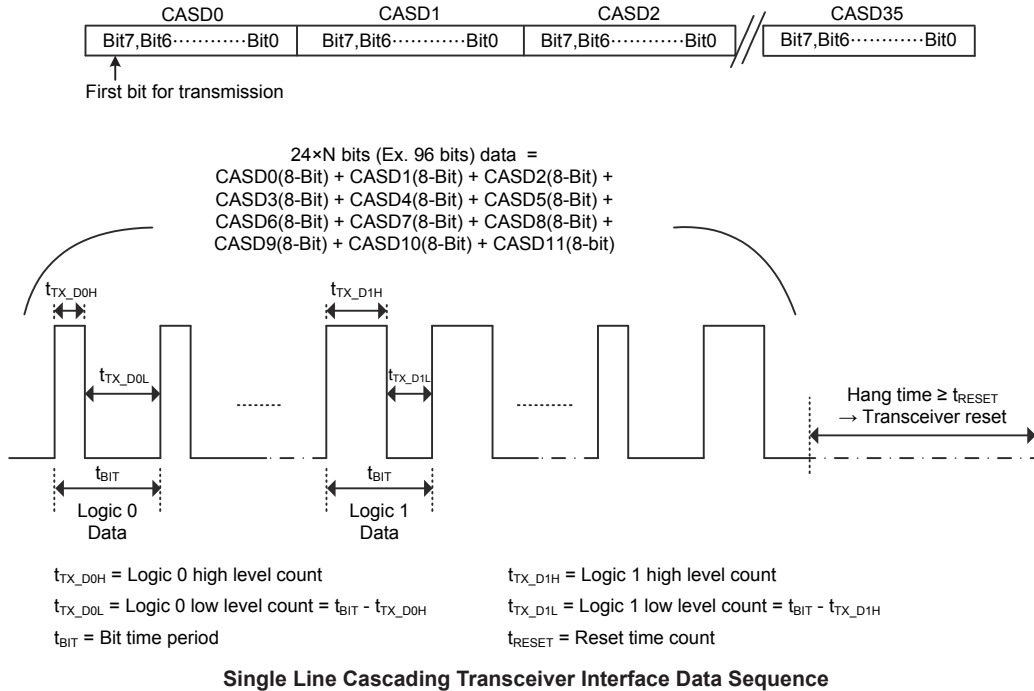 CASD0 CASD1 CASD2 CASD35
Bit7,Bit6············Bit0 Bit7,Bit6············Bit0 Bit7,Bit6············Bit0 Bit7,Bit6············Bit0
First bit for transmission
24×N bits (Ex. 96 bits) data =
CASD0(8-Bit) + CASD1(8-Bit) + CASD2(8-Bit) +
CASD3(8-Bit) + CASD4(8-Bit) + CASD5(8-Bit) +
CASD6(8-Bit) + CASD7(8-Bit) + CASD8(8-Bit) +
CASD9(8-Bit) + CASD10(8-Bit) + CASD11(8-bit)
tTX_D0H tTX_D1H
tTX_D0L tTX_D1L
Hang time ≥ tRESET
→ Transceiver reset
tBIT tBIT
Logic 0 Logic 1
Data Data
tTX_D0H = Logic 0 high level count tTX_D1H = Logic 1 high level count
tTX_D0L = Logic 0 low level count = tBIT - tTX_D0H tTX_D1L = Logic 1 low level count = tBIT - tTX_D1H
tBIT = Bit time period tRESET = Reset time count
Single Line Cascading Transceiver Interface Data Sequence